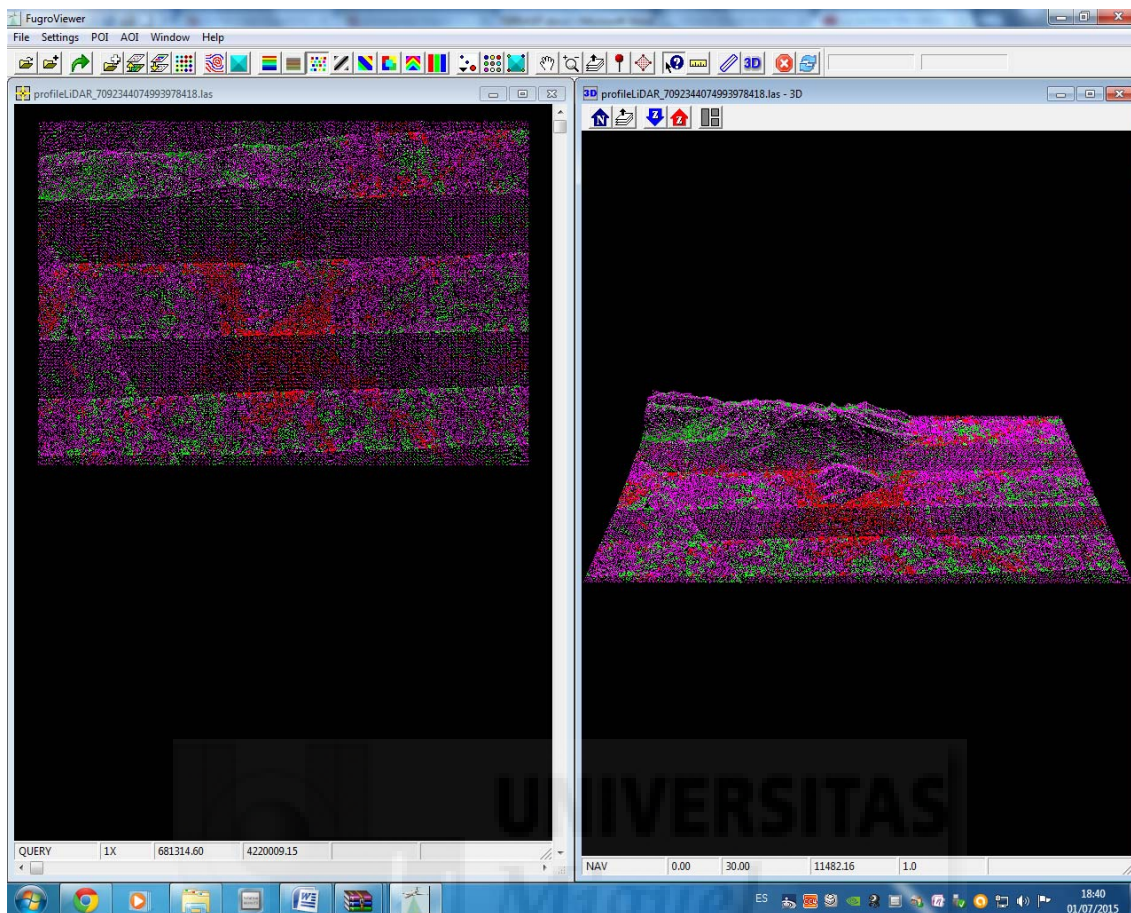 FugroViewer
File Settings POI AOI Window Help
3D
profileLiDAR_7092344074993978418.las
3D profileLiDAR_7092344074993978418.las - 3D
N Z Z
UNIVERSITAS
QUERY 1X 681314.60 4220009.15
NAV 0.00 30.00 11482.16 1.0
ES 18:40
01/07/2015